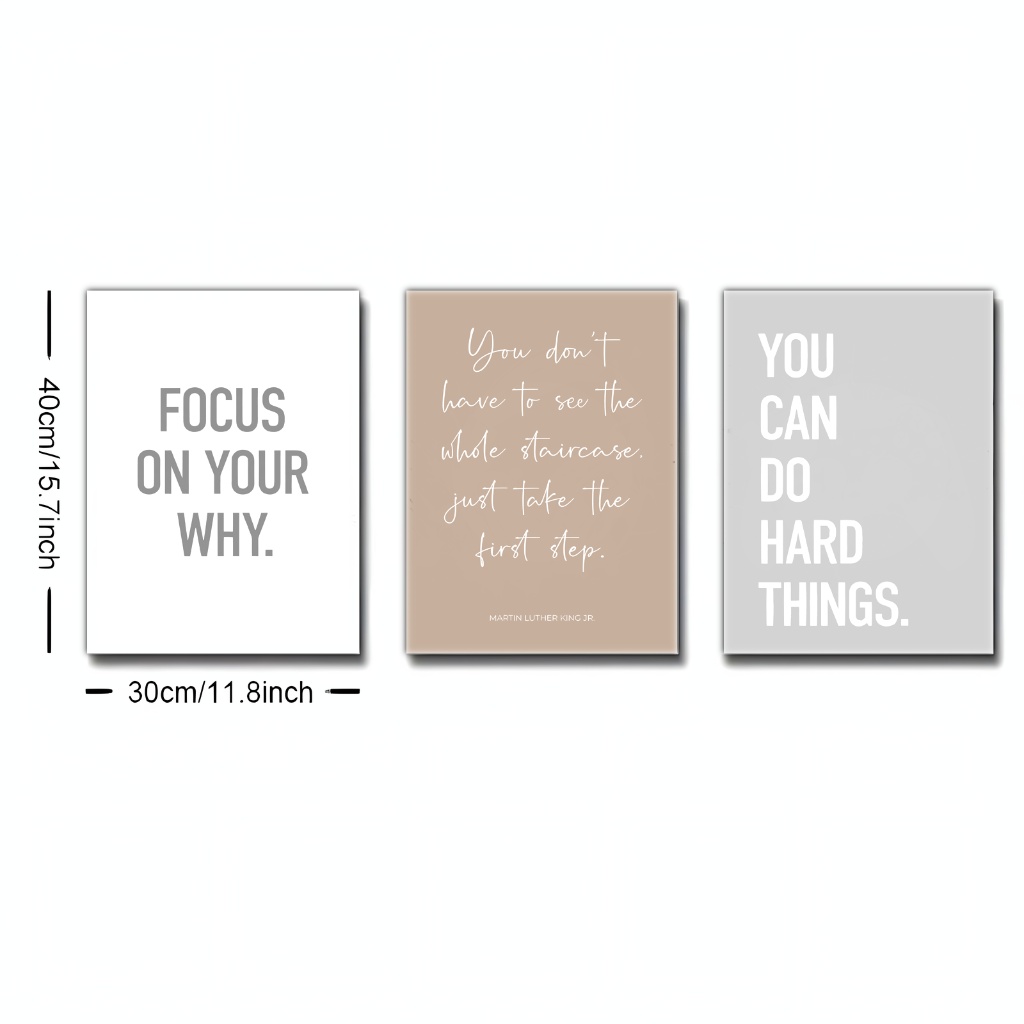 40cm/15.7inch
FOCUS
ON YOUR
WHY.
30cm/11.8inch
You don't
have to see the
whole staircase.
just take the
first step.
MARTIN LUTHER KING JR.
YOU
CAN
DO
HARD
THINGS.